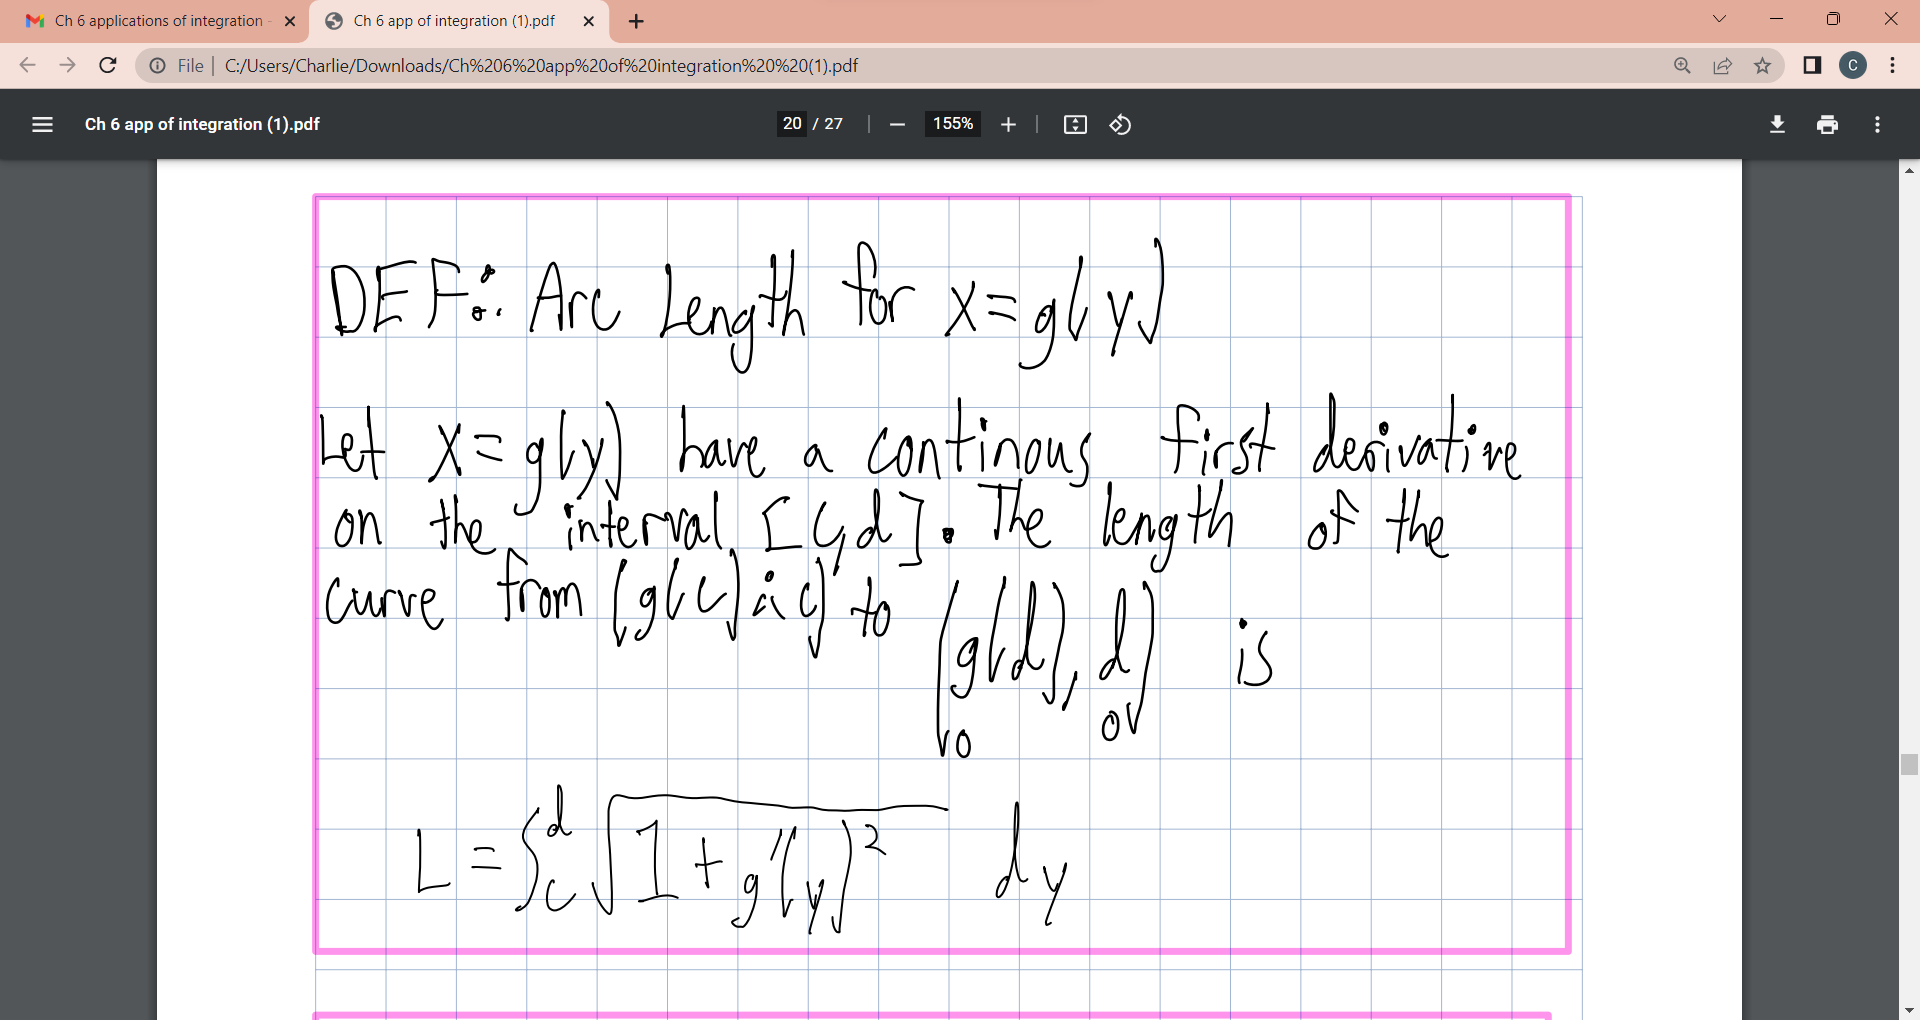 Ch 6 applications of integration
Ch 6 app of integration (1).pdf
File | C:/Users/Charlie/Downloads/Ch%206%20app%20of%20integration%20%20(1).pdf
C
Ch 6 app of integration (1).pdf
20 / 27
155%
DEF: Arc Length for x=g(y)
Let x=g(y) have a continous first derivative
on the interval [c,d]. The length of the
curve from (g(c), c) to (g(d), d) is
L = ∫_c^d √(1 + g'(y)²) dy